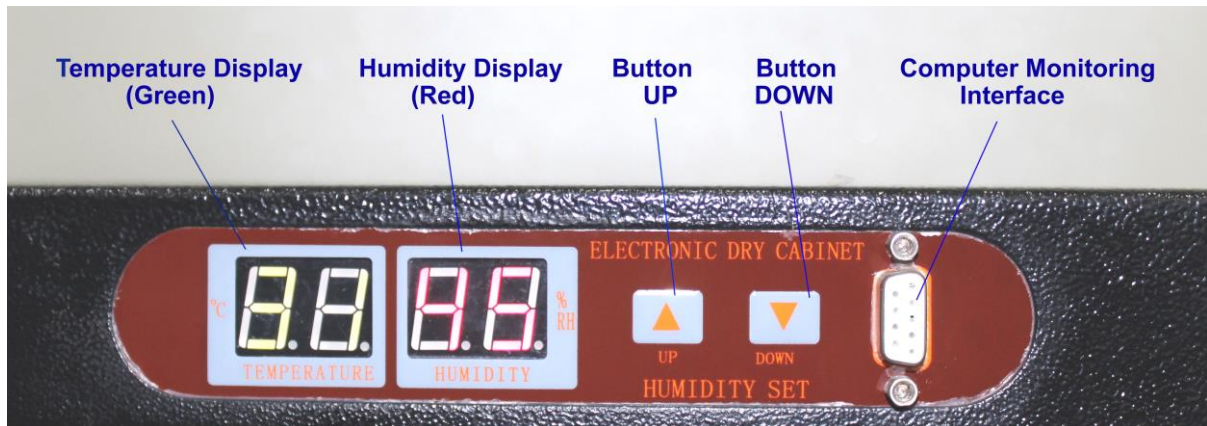 Temperature Display
(Green)
Humidity Display
(Red)
Button
UP
Button
DOWN
Computer Monitoring
Interface
ELECTRONIC DRY CABINET
°C
45
%
RH
TEMPERATURE
HUMIDITY
UP
DOWN
HUMIDITY SET